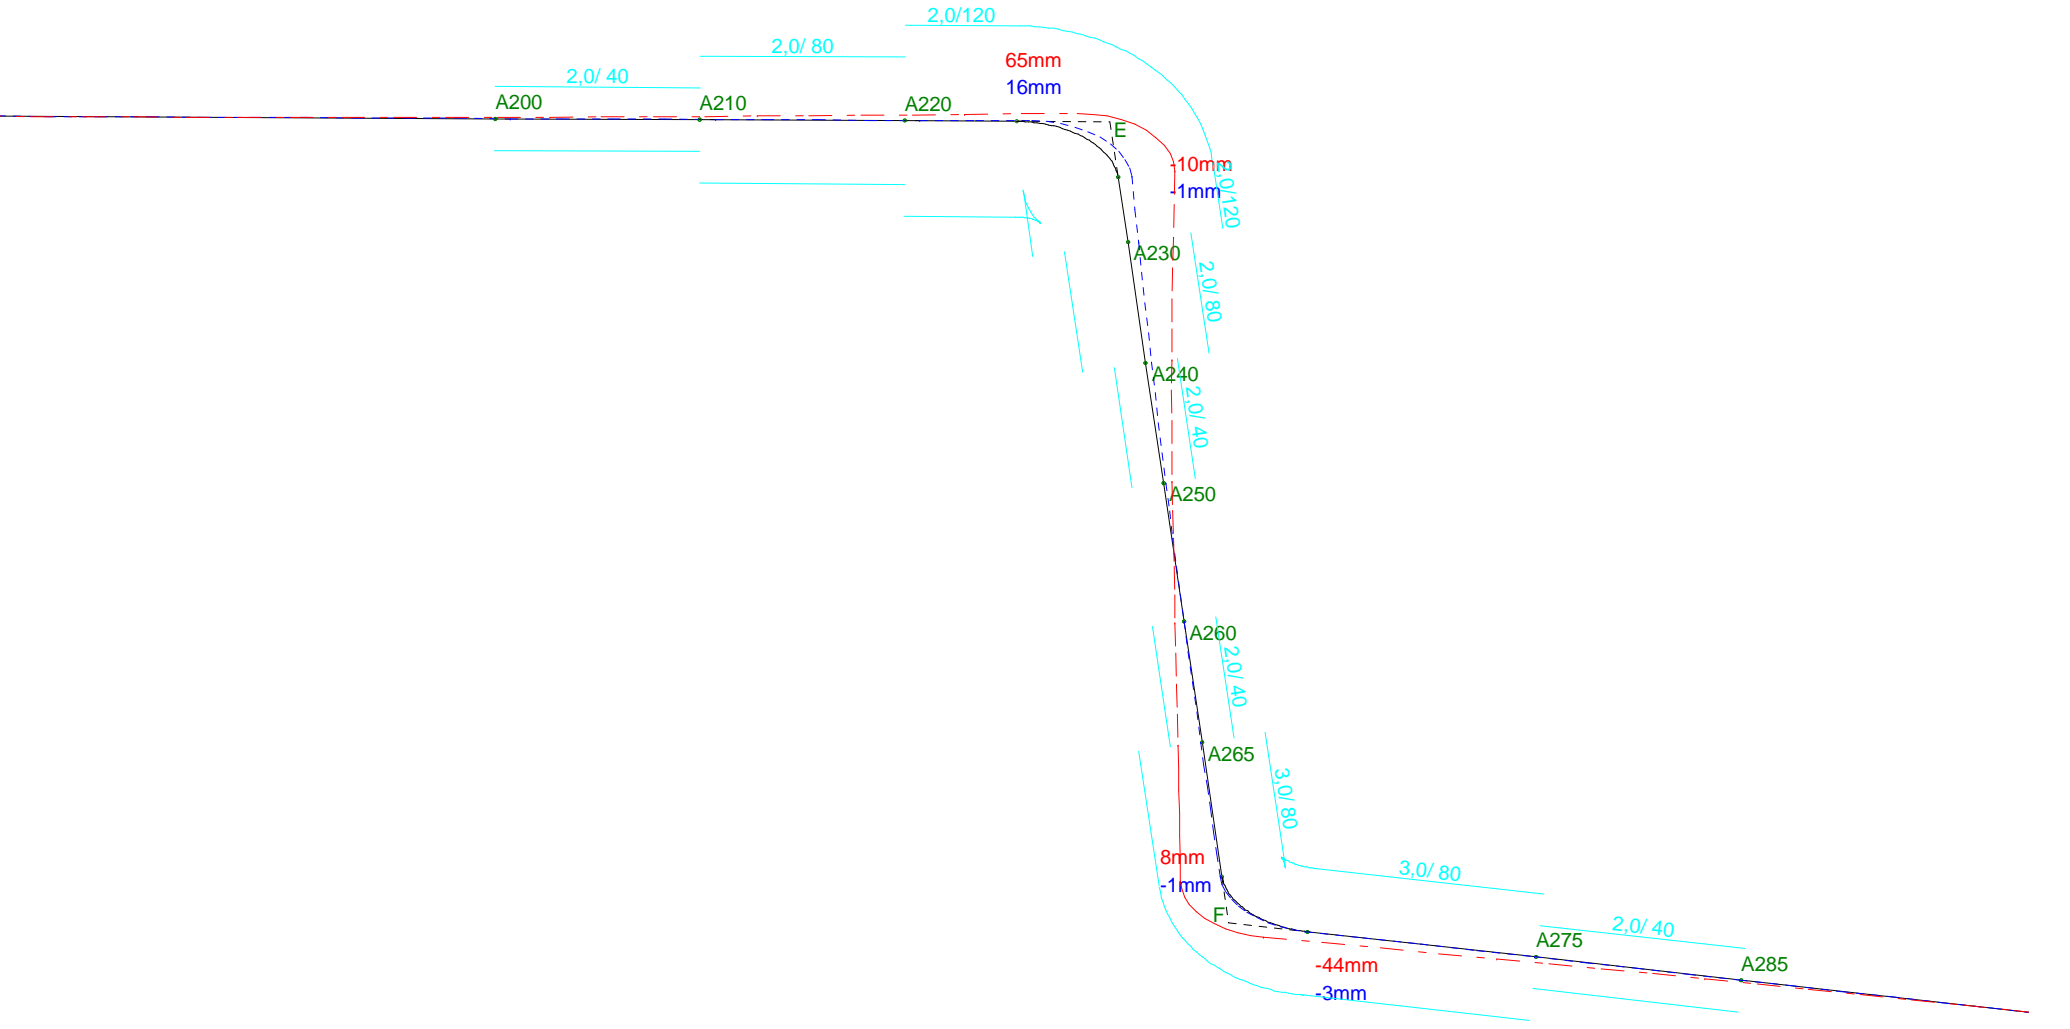 2,0/120
2,0/ 80
65mm
2,0/ 40
16mm
A200
A210
A220
E
-10mm
-1mm
2,0/120
A230
2,0/ 80
A240
2,0/ 40
A250
A260
2,0/ 40
A265
3,0/ 80
8mm
-1mm
3,0/ 80
F
2,0/ 40
A275
-44mm
A285
-3mm